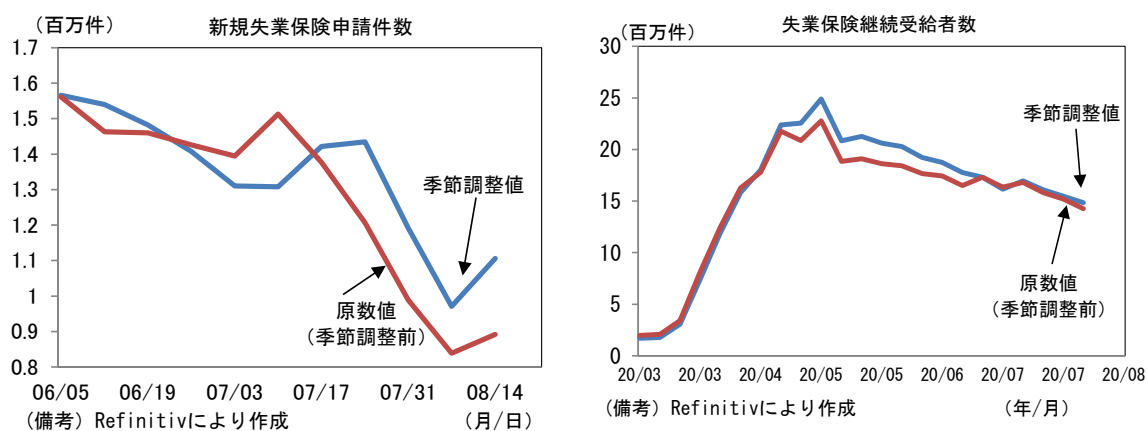 新規失業保険申請件数
（百万件）
1.7
1.6
1.5
1.4
1.3
1.2
1.1
1
0.9
0.8
季節調整値
原数値
（季節調整前）
06/05 06/19 07/03 07/17 07/31 08/14
（備考）Refinitivにより作成 （月/日）
失業保険継続受給者数
（百万件）
30
25
20
15
10
5
0
季節調整値
原数値
（季節調整前）
20/03 20/03 20/04 20/05 20/05 20/06 20/07 20/07 20/08
（備考）Refinitivにより作成 （年/月）